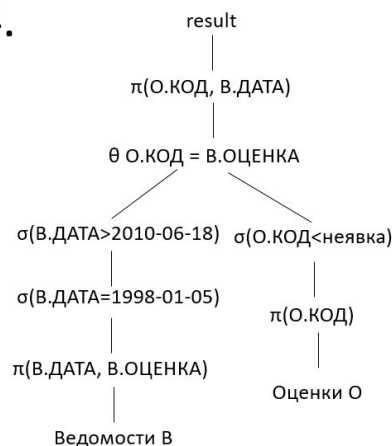 .
result
π(О.КОД, В.ДАТА)
θ О.КОД = В.ОЦЕНКА
σ(В.ДАТА>2010-06-18) σ(О.КОД<неявка)
σ(В.ДАТА=1998-01-05)
π(О.КОД)
π(В.ДАТА, В.ОЦЕНКА)
Оценки О
Ведомости В